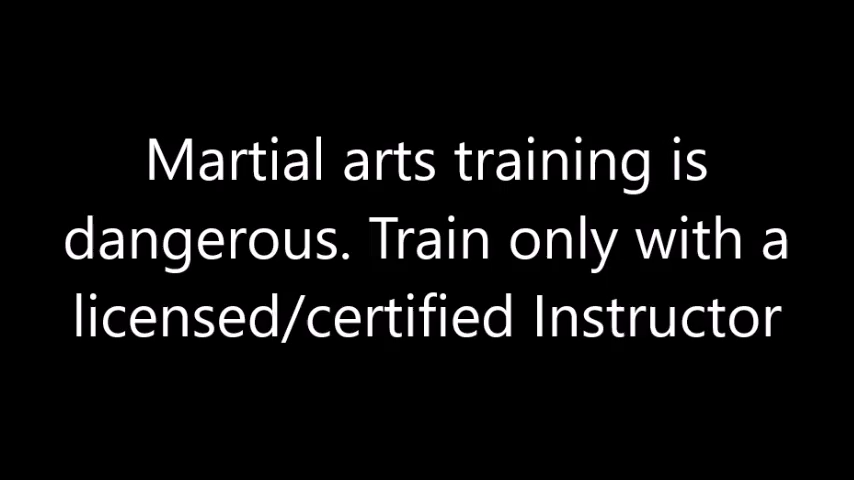 Martial arts training is
dangerous. Train only with a
licensed/certified Instructor